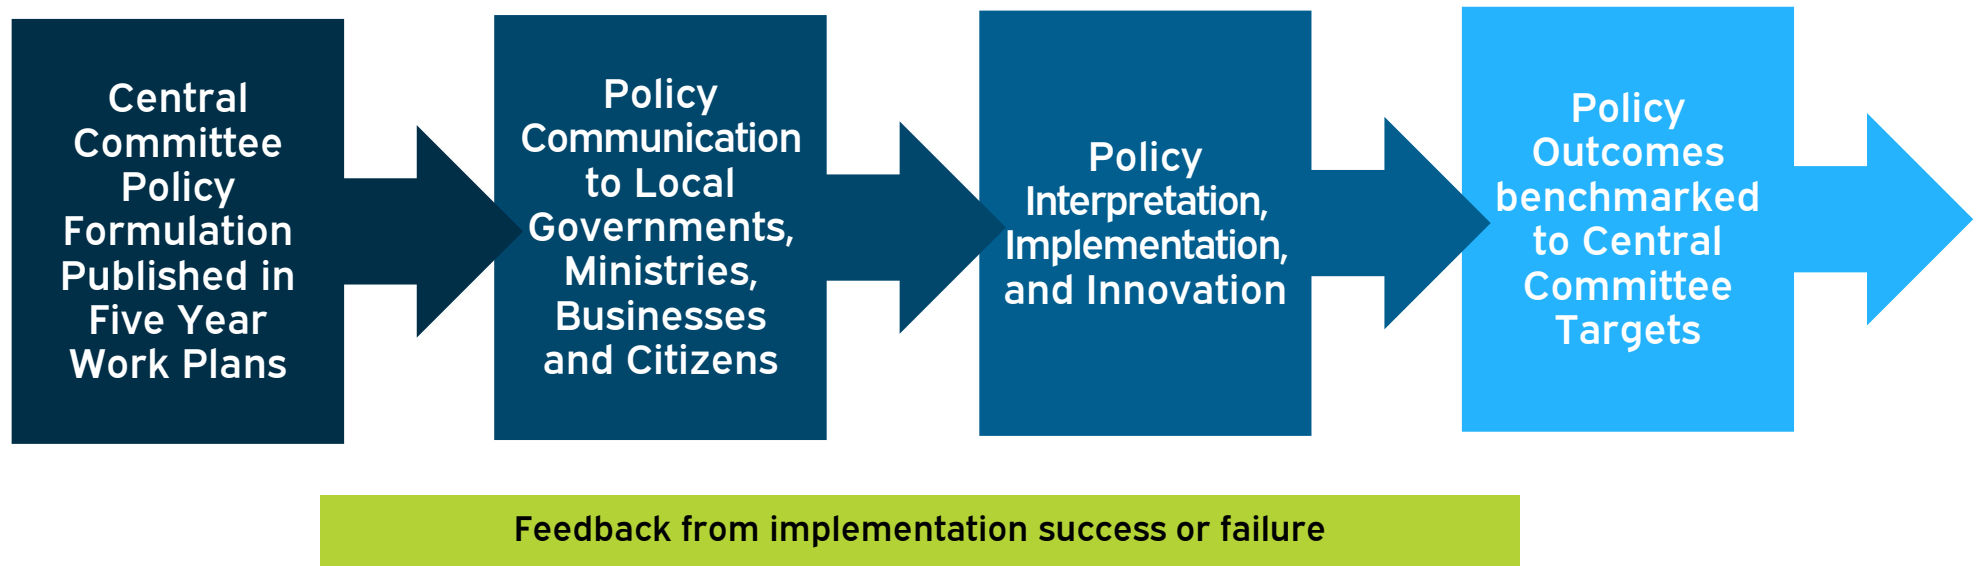 Central
Committee
Policy
Formulation
Published in
Five Year
Work Plans
Policy
Communication
to Local
Governments,
Ministries,
Businesses
and Citizens
Policy
Interpretation,
Implementation,
and Innovation
Policy
Outcomes
benchmarked
to Central
Committee
Targets
Feedback from implementation success or failure